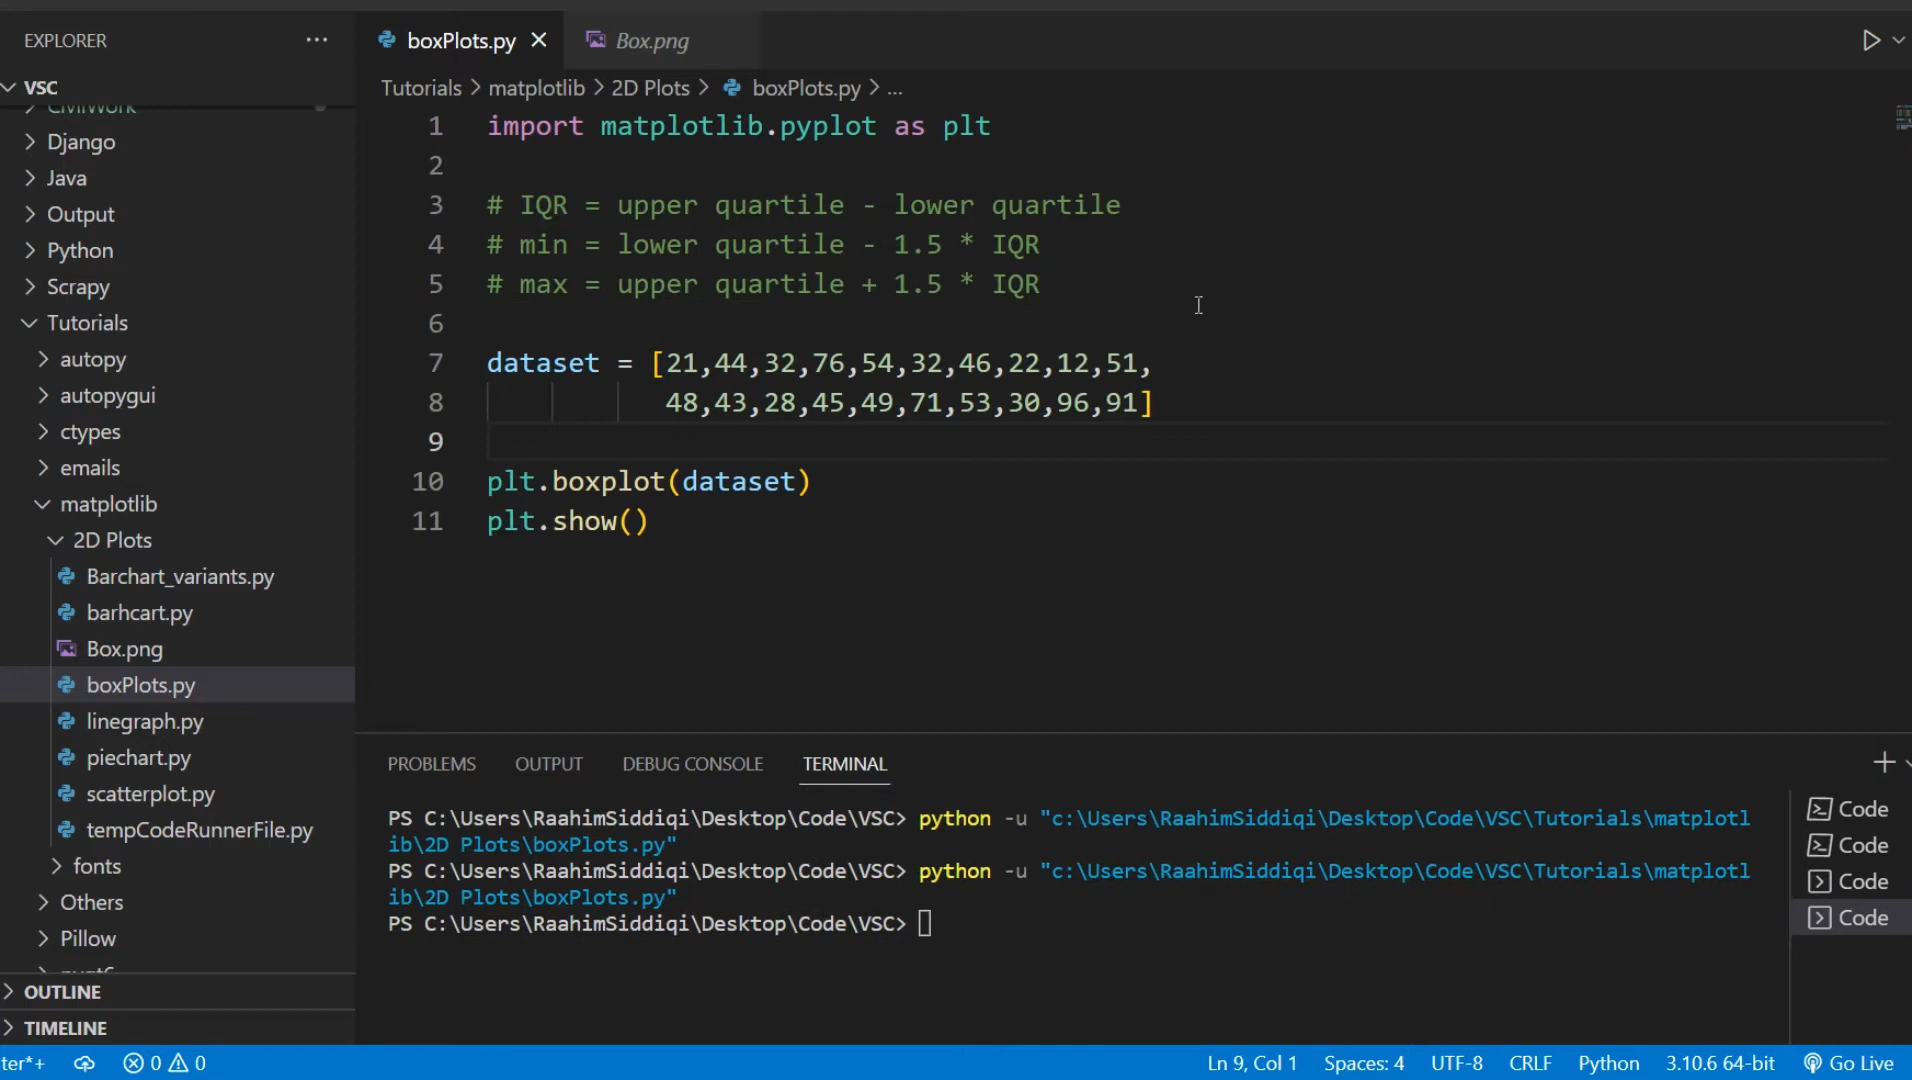 EXPLORER
boxPlots.py
Box.png
VSC
Tutorials > matplotlib > 2D Plots > boxPlots.py > ...
CivilWork
Django
Java
Output
Python
Scrapy
Tutorials
autopy
autopygui
ctypes
emails
matplotlib
2D Plots
Barchart_variants.py
barhcart.py
Box.png
boxPlots.py
linegraph.py
piechart.py
scatterplot.py
tempCodeRunnerFile.py
fonts
Others
Pillow
OUTLINE
TIMELINE
1 import matplotlib.pyplot as plt
2
3 # IQR = upper quartile - lower quartile
4 # min = lower quartile - 1.5 * IQR
5 # max = upper quartile + 1.5 * IQR
6
7 dataset = [21,44,32,76,54,32,46,22,12,51,
8 48,43,28,45,49,71,53,30,96,91]
9
10 plt.boxplot(dataset)
11 plt.show()
PROBLEMS OUTPUT DEBUG CONSOLE TERMINAL
PS C:\Users\RaahimSiddiqi\Desktop\Code\VSC> python -u "c:\Users\RaahimSiddiqi\Desktop\Code\VSC\Tutorials\matplotl
ib\2D Plots\boxPlots.py"
PS C:\Users\RaahimSiddiqi\Desktop\Code\VSC> python -u "c:\Users\RaahimSiddiqi\Desktop\Code\VSC\Tutorials\matplotl
ib\2D Plots\boxPlots.py"
PS C:\Users\RaahimSiddiqi\Desktop\Code\VSC>
Code
Code
Code
Code
ter*+ 0 0 Ln 9, Col 1 Spaces: 4 UTF-8 CRLF Python 3.10.6 64-bit Go Live